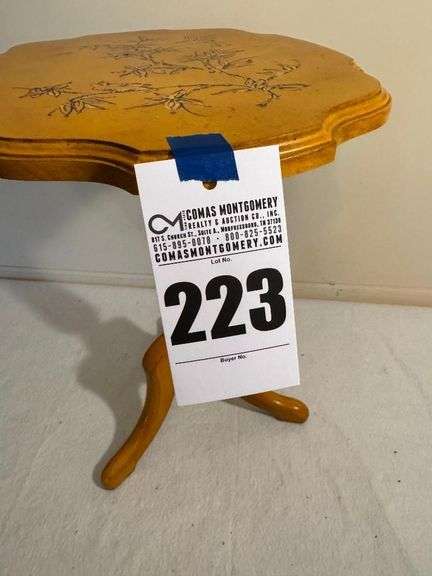 CM
COMAS MONTGOMERY
REALTY & AUCTION CO., INC.
817 S. CHURCH ST., SUITE A., MURFREESBORO, TN 37130
615-895-0078 • 800-825-5523
COMASMONTGOMERY.COM
Lot No.
223
Buyer No.